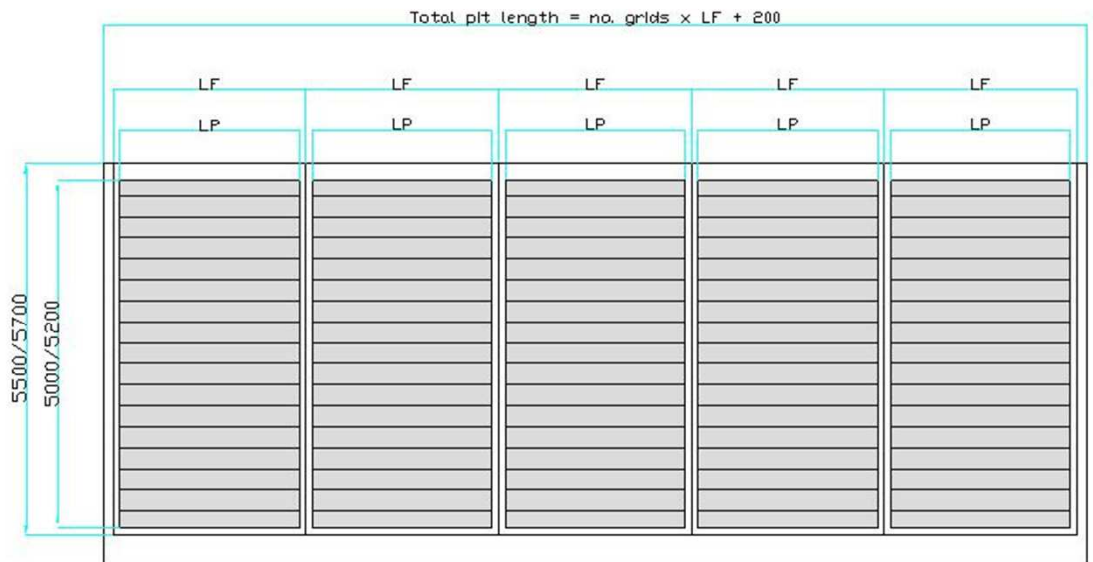 Total pit length = no. grids x LF + 200
LF LF LF LF LF
LP LP LP LP LP
5500/5700
5000/5200